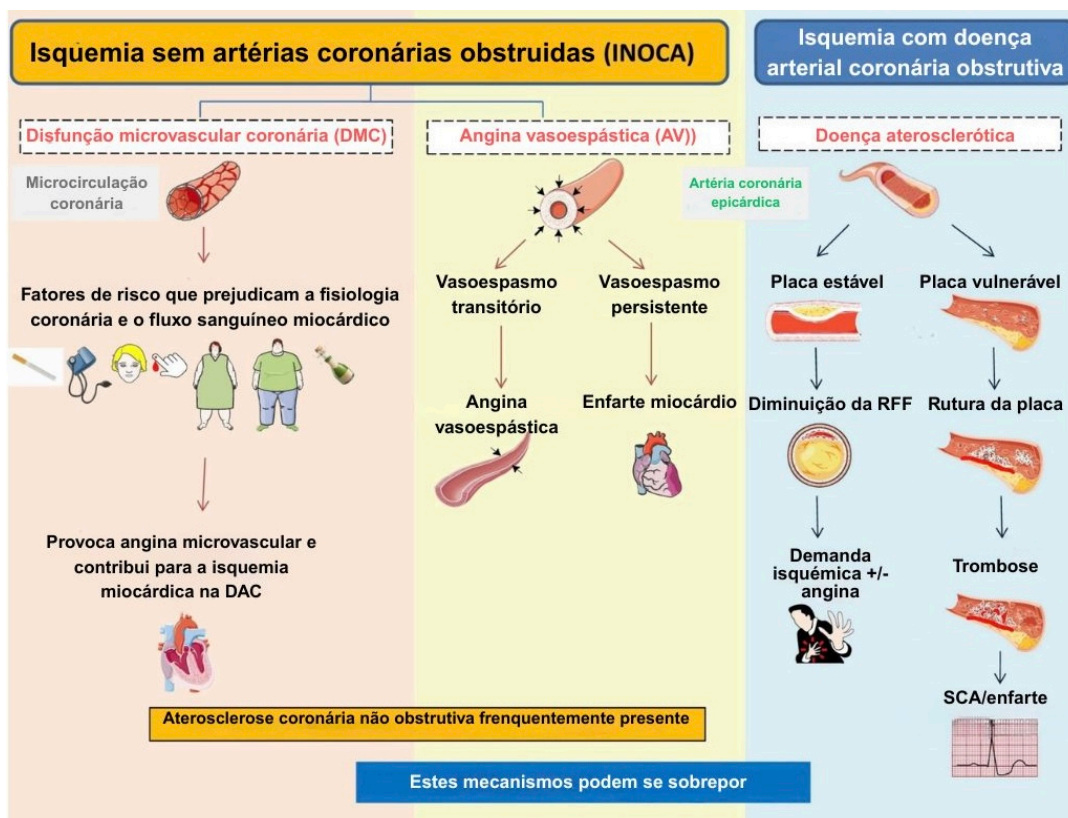 Isquemia sem artérias coronárias obstruidas (INOCA)
Isquemia com doença
arterial coronária obstrutiva
Disfunção microvascular coronária (DMC)
Angina vasoespástica (AV))
Doença aterosclerótica
Microcirculação
coronária
Artéria coronária
epicárdica
Fatores de risco que prejudicam a fisiologia
coronária e o fluxo sanguíneo miocárdico
Vasoespasmo
transitório
Vasoespasmo
persistente
Placa estável
Placa vulnerável
Angina
vasoespástica
Enfarte miocárdio
Diminuição da RFF
Rutura da placa
Provoca angina microvascular e
contribui para a isquemia
miocárdica na DAC
Demanda
isquémica +/-
angina
Trombose
SCA/enfarte
Aterosclerose coronária não obstrutiva frenquentemente presente
Estes mecanismos podem se sobrepor